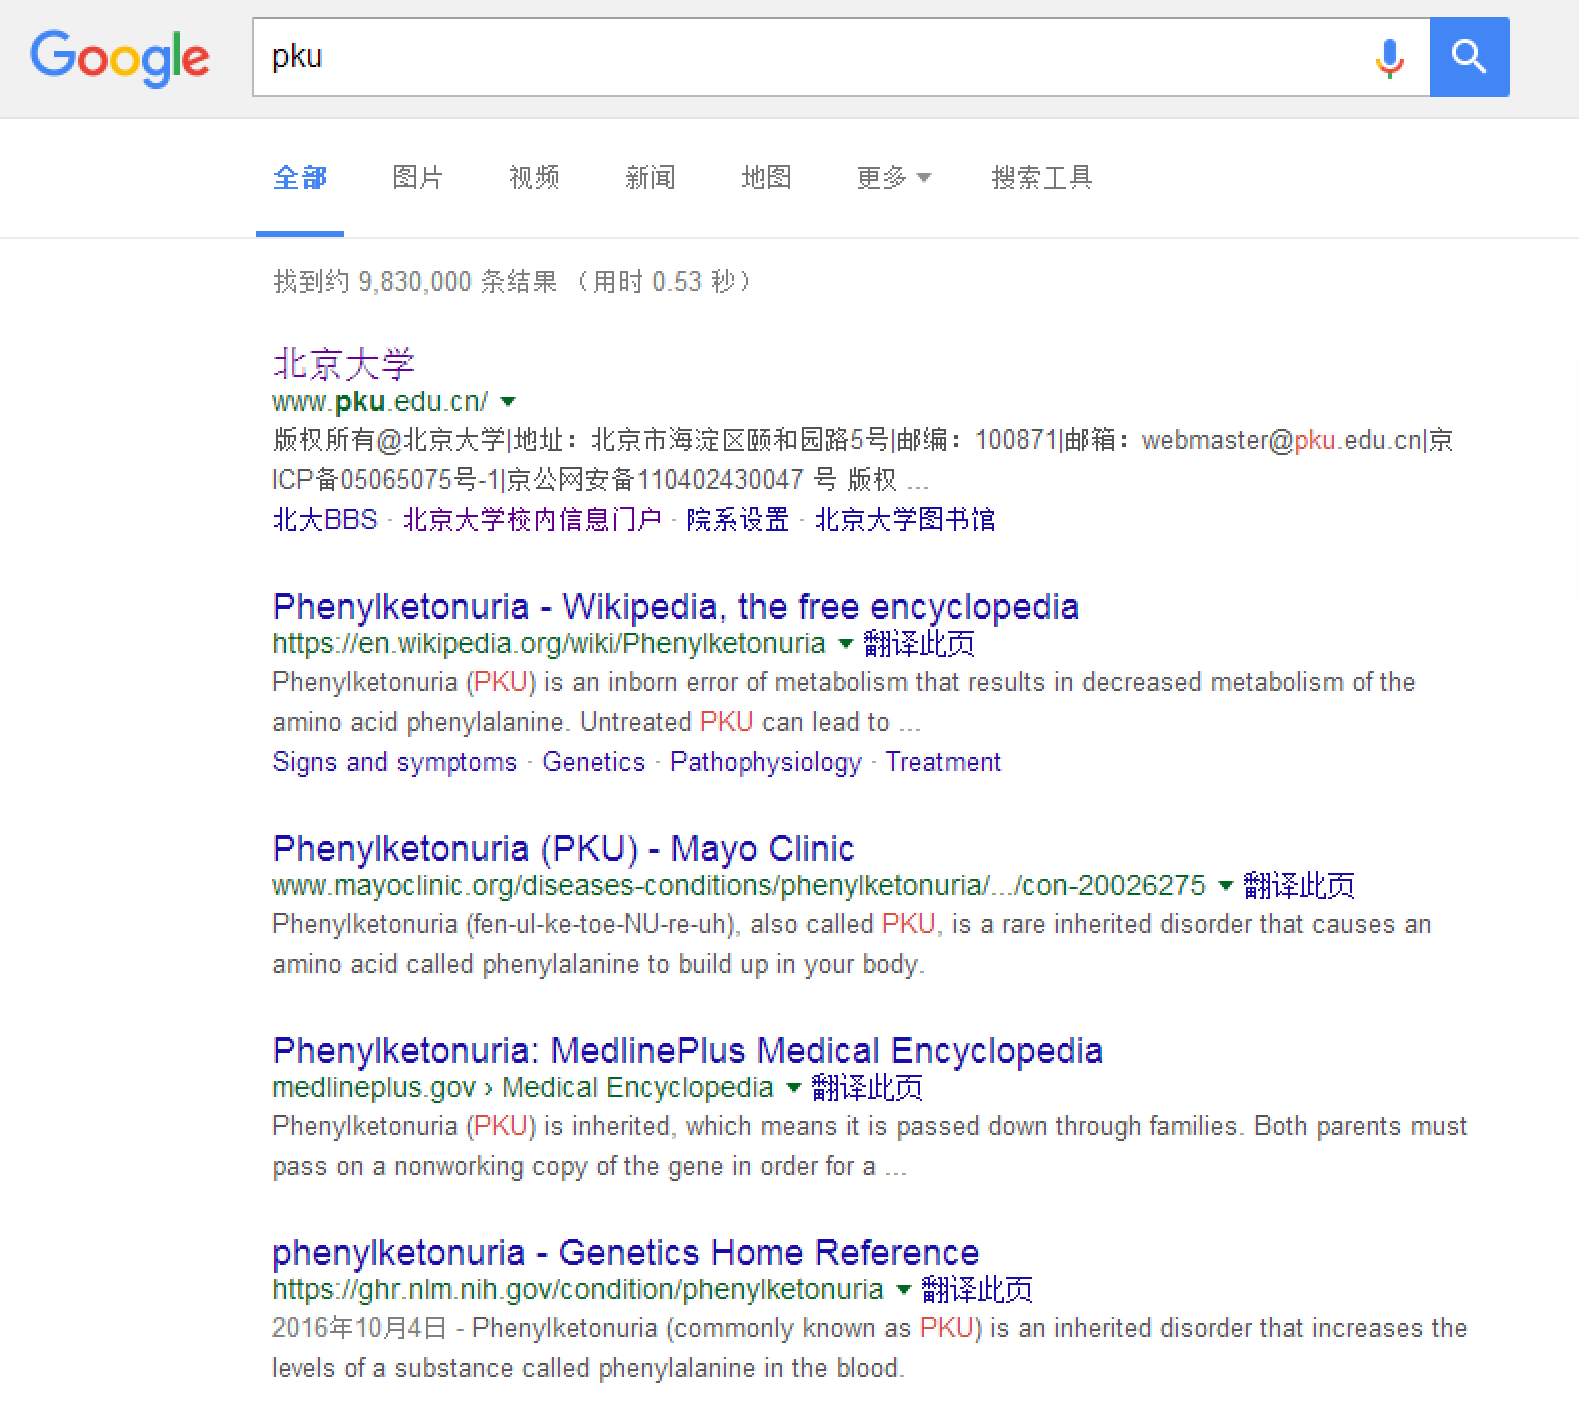 Google
pku
全部 图片 视频 新闻 地图 更多 搜索工具
找到约 9,830,000 条结果 （用时 0.53 秒）
北京大学
www.pku.edu.cn/
版权所有@北京大学|地址：北京市海淀区颐和园路5号|邮编：100871|邮箱：webmaster@pku.edu.cn|京
ICP备05065075号-1|京公网安备110402430047 号 版权 ...
北大BBS · 北京大学校内信息门户 · 院系设置 · 北京大学图书馆
Phenylketonuria - Wikipedia, the free encyclopedia
https://en.wikipedia.org/wiki/Phenylketonuria 翻译此页
Phenylketonuria (PKU) is an inborn error of metabolism that results in decreased metabolism of the
amino acid phenylalanine. Untreated PKU can lead to ...
Signs and symptoms · Genetics · Pathophysiology · Treatment
Phenylketonuria (PKU) - Mayo Clinic
www.mayoclinic.org/diseases-conditions/phenylketonuria/.../con-20026275 翻译此页
Phenylketonuria (fen-ul-ke-toe-NU-re-uh), also called PKU, is a rare inherited disorder that causes an
amino acid called phenylalanine to build up in your body.
Phenylketonuria: MedlinePlus Medical Encyclopedia
medlineplus.gov › Medical Encyclopedia 翻译此页
Phenylketonuria (PKU) is inherited, which means it is passed down through families. Both parents must
pass on a nonworking copy of the gene in order for a ...
phenylketonuria - Genetics Home Reference
https://ghr.nlm.nih.gov/condition/phenylketonuria 翻译此页
2016年10月4日 - Phenylketonuria (commonly known as PKU) is an inherited disorder that increases the
levels of a substance called phenylalanine in the blood.